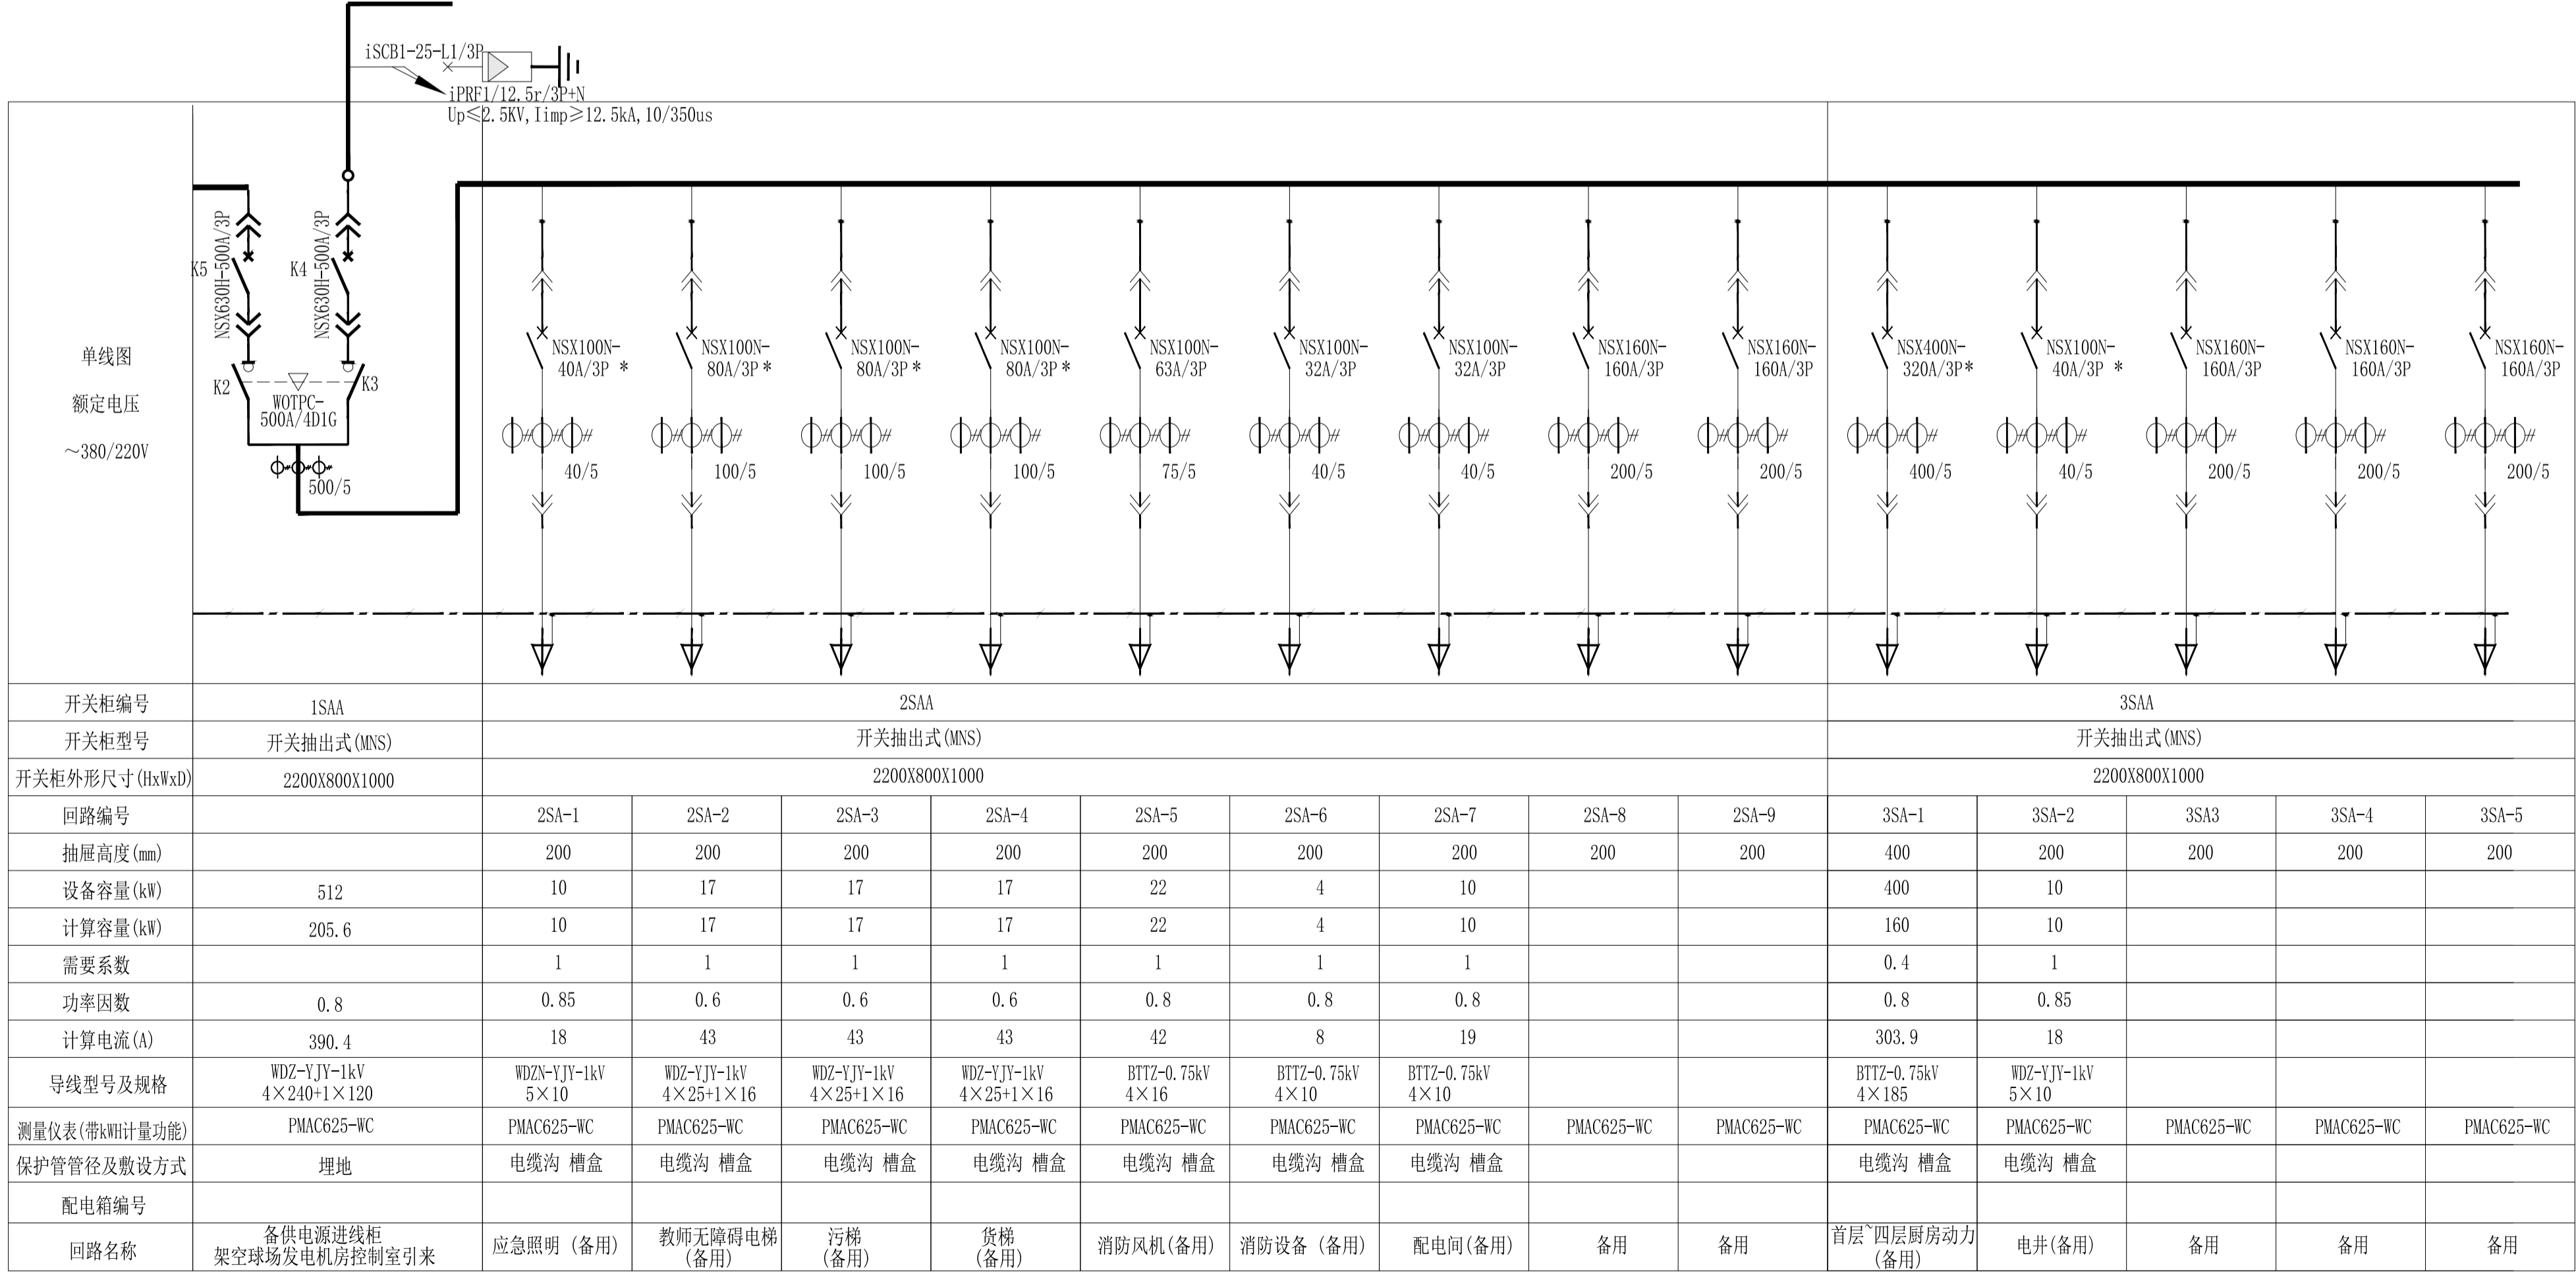 iSCB1-25-L1/3P
iPRF1/12.5r/3P+N
Up≤2.5KV,Iimp≥12.5kA,10/350us
单线图
额定电压
～380/220V
K5
NSX630H-500A/3P
K4
NSX630H-500A/3P
K2
K3
WOTPC-
500A/4D1G
500/5
NSX100N-
40A/3P *
40/5
NSX100N-
80A/3P *
100/5
NSX100N-
80A/3P *
100/5
NSX100N-
80A/3P *
100/5
NSX100N-
63A/3P
75/5
NSX100N-
32A/3P
40/5
NSX100N-
32A/3P
40/5
NSX160N-
160A/3P
200/5
NSX160N-
160A/3P
200/5
NSX400N-
320A/3P*
400/5
NSX100N-
40A/3P *
40/5
NSX160N-
160A/3P
200/5
NSX160N-
160A/3P
200/5
NSX160N-
160A/3P
200/5
开关柜编号 1SAA 2SAA 3SAA
开关柜型号 开关抽出式(MNS) 开关抽出式(MNS) 开关抽出式(MNS)
开关柜外形尺寸(HxWxD) 2200X800X1000 2200X800X1000 2200X800X1000
回路编号 2SA-1 2SA-2 2SA-3 2SA-4 2SA-5 2SA-6 2SA-7 2SA-8 2SA-9 3SA-1 3SA-2 3SA3 3SA-4 3SA-5
抽屉高度(mm) 200 200 200 200 200 200 200 200 200 400 200 200 200 200
设备容量(kW) 512 10 17 17 17 22 4 10 400 10
计算容量(kW) 205.6 10 17 17 17 22 4 10 160 10
需要系数 1 1 1 1 1 1 1 0.4 1
功率因数 0.8 0.85 0.6 0.6 0.6 0.8 0.8 0.8 0.8 0.85
计算电流(A) 390.4 18 43 43 43 42 8 19 303.9 18
导线型号及规格 WDZ-YJY-1kV WDZN-YJY-1kV WDZ-YJY-1kV WDZ-YJY-1kV WDZ-YJY-1kV BTTZ-0.75kV BTTZ-0.75kV BTTZ-0.75kV BTTZ-0.75kV WDZ-YJY-1kV
4×240+1×120 5×10 4×25+1×16 4×25+1×16 4×25+1×16 4×16 4×10 4×10 4×185 5×10
测量仪表(带kWH计量功能) PMAC625-WC PMAC625-WC PMAC625-WC PMAC625-WC PMAC625-WC PMAC625-WC PMAC625-WC PMAC625-WC PMAC625-WC PMAC625-WC PMAC625-WC PMAC625-WC PMAC625-WC PMAC625-WC PMAC625-WC
保护管管径及敷设方式 埋地 电缆沟 槽盒 电缆沟 槽盒 电缆沟 槽盒 电缆沟 槽盒 电缆沟 槽盒 电缆沟 槽盒 电缆沟 槽盒 电缆沟 槽盒 电缆沟 槽盒
配电箱编号
回路名称
备供电源进线柜
架空球场发电机房控制室引来
应急照明 (备用)
教师无障碍电梯
(备用)
污梯
(备用)
货梯
(备用)
消防风机(备用)
消防设备 (备用)
配电间(备用)
备用
备用
首层~四层厨房动力
(备用)
电井(备用)
备用
备用
备用